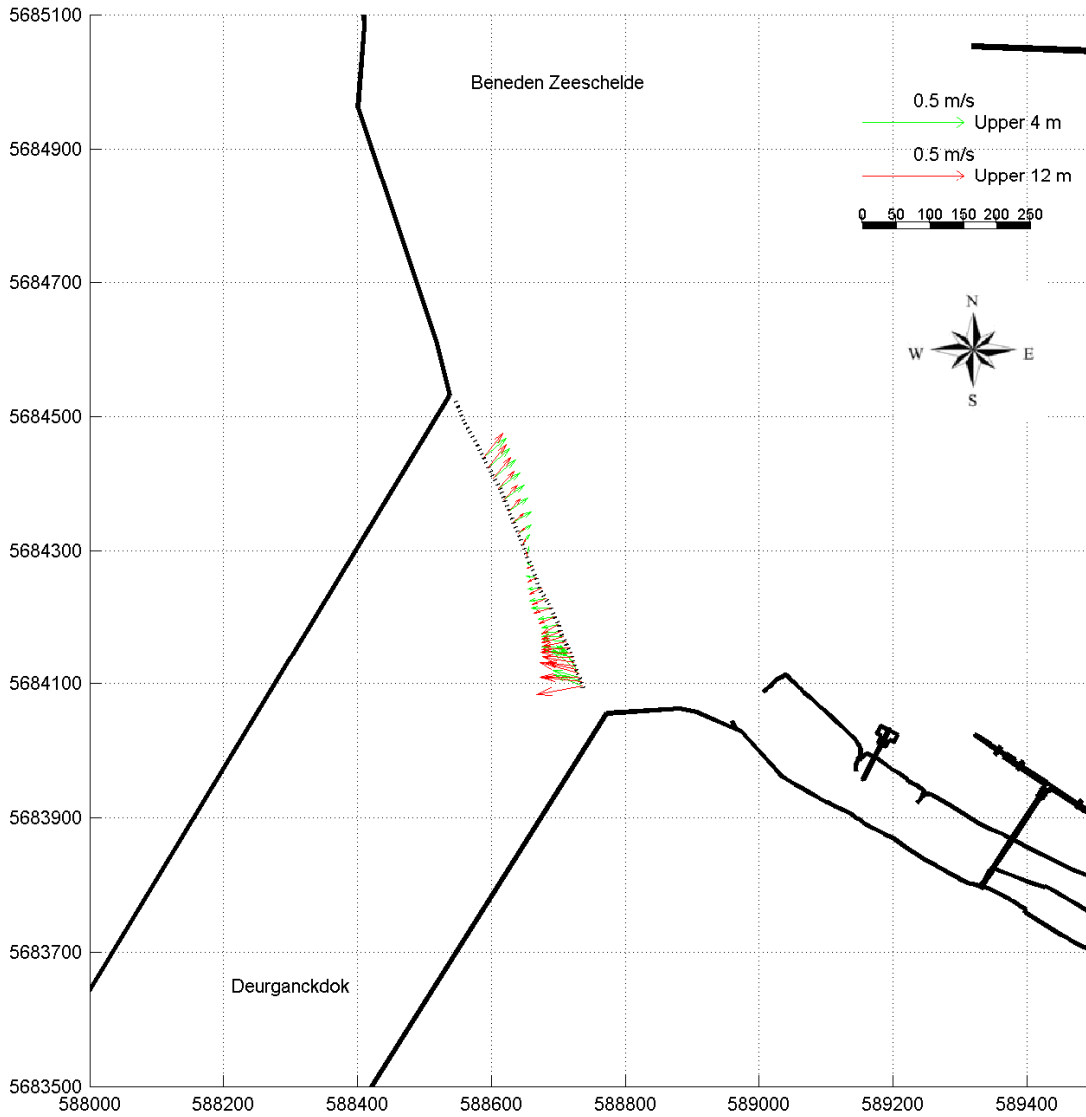 5685100
Beneden Zeeschelde
0.5 m/s
Upper 4 m
5684900
0.5 m/s
Upper 12 m
0 50 100 150 200 250
5684700
N
W E
S
5684500
5684300
5684100
5683900
5683700
Deurganckdok
5683500
588000 588200 588400 588600 588800 589000 589200 589400